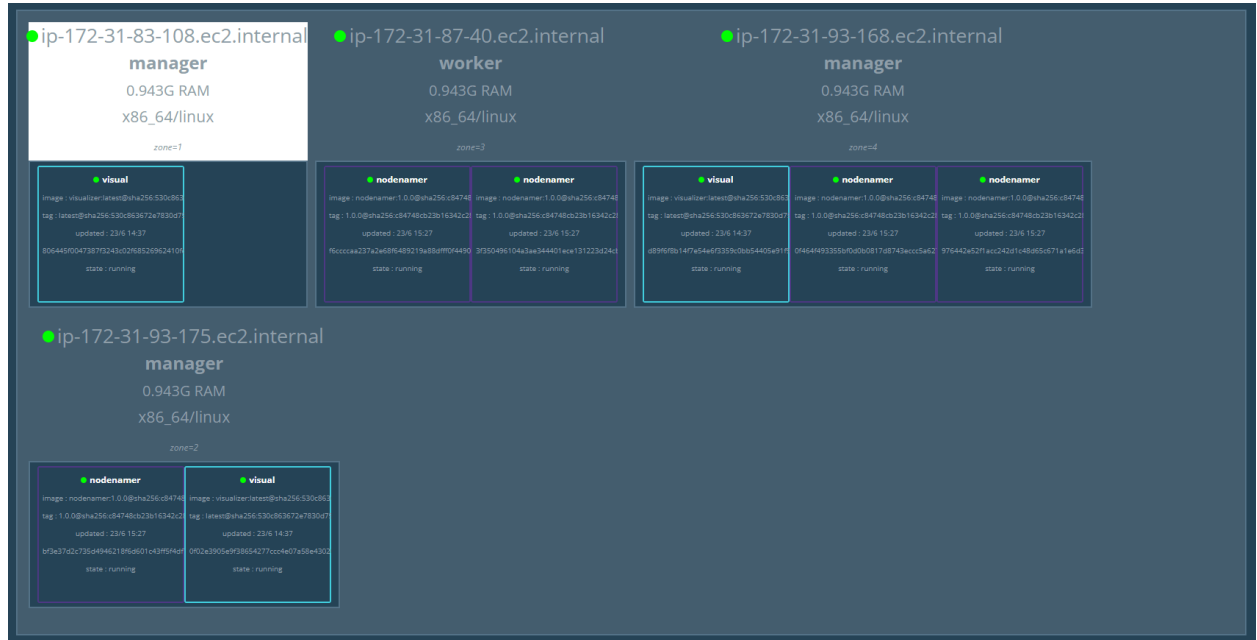 ip-172-31-83-108.ec2.internal
manager
0.943G RAM
x86_64/linux
zone=1
visual
image : visualizer:latest@sha256:530c863
tag : latest@sha256:530c863672e7830d7
updated : 23/6 14:37
state : running
ip-172-31-87-40.ec2.internal
worker
0.943G RAM
x86_64/linux
zone=3
nodenamer
image : nodenamer:1.0.0@sha256:c84748
tag : 1.0.0@sha256:c84748cb23b16342c2
updated : 23/6 15:27
state : running
nodenamer
image : nodenamer:1.0.0@sha256:c84748
tag : 1.0.0@sha256:c84748cb23b16342c2
updated : 23/6 15:27
state : running
ip-172-31-93-168.ec2.internal
manager
0.943G RAM
x86_64/linux
zone=4
visual
image : visualizer:latest@sha256:530c863
tag : latest@sha256:530c863672e7830d7
updated : 23/6 14:37
state : running
nodenamer
image : nodenamer:1.0.0@sha256:c84748
tag : 1.0.0@sha256:c84748cb23b16342c2
updated : 23/6 15:27
state : running
nodenamer
image : nodenamer:1.0.0@sha256:c84748
tag : 1.0.0@sha256:c84748cb23b16342c2
updated : 23/6 15:27
state : running
ip-172-31-93-175.ec2.internal
manager
0.943G RAM
x86_64/linux
zone=2
nodenamer
image : nodenamer:1.0.0@sha256:c84748
tag : 1.0.0@sha256:c84748cb23b16342c2
updated : 23/6 15:27
state : running
visual
image : visualizer:latest@sha256:530c863
tag : latest@sha256:530c863672e7830d7
updated : 23/6 14:37
state : running